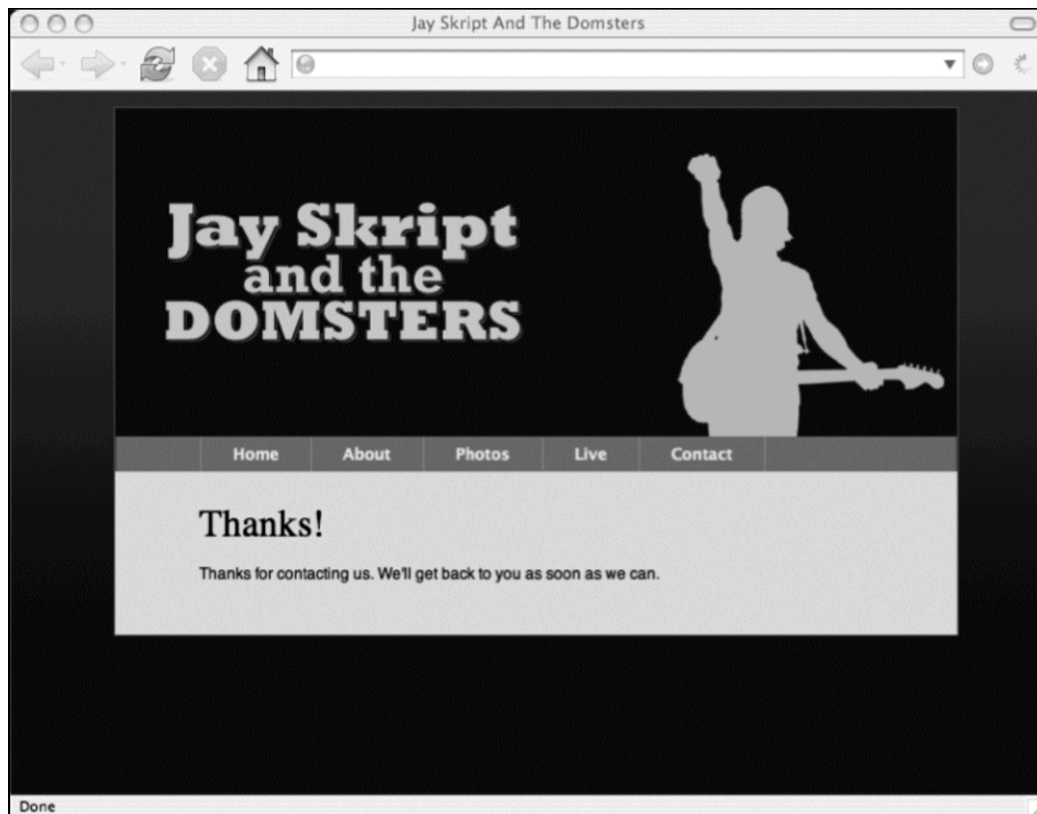 Jay Skript And The Domsters
Jay Skript
and the
DOMSTERS
Home About Photos Live Contact
Thanks!
Thanks for contacting us. We'll get back to you as soon as we can.
Done